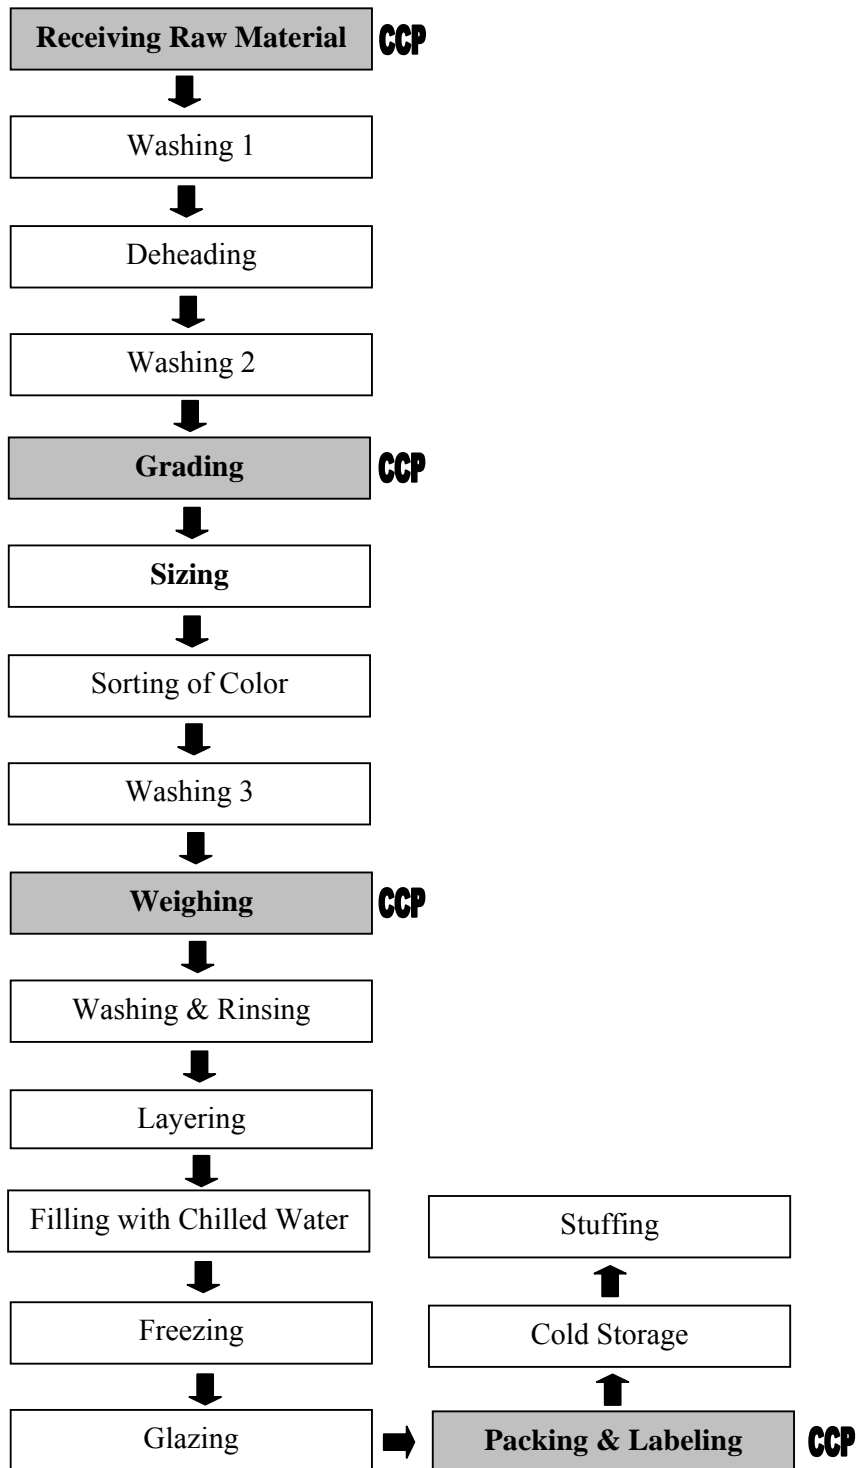 Receiving Raw Material CCP
Washing 1
Deheading
Washing 2
Grading CCP
Sizing
Sorting of Color
Washing 3
Weighing CCP
Washing & Rinsing
Layering
Filling with Chilled Water
Freezing
Glazing
Packing & Labeling CCP
Cold Storage
Stuffing